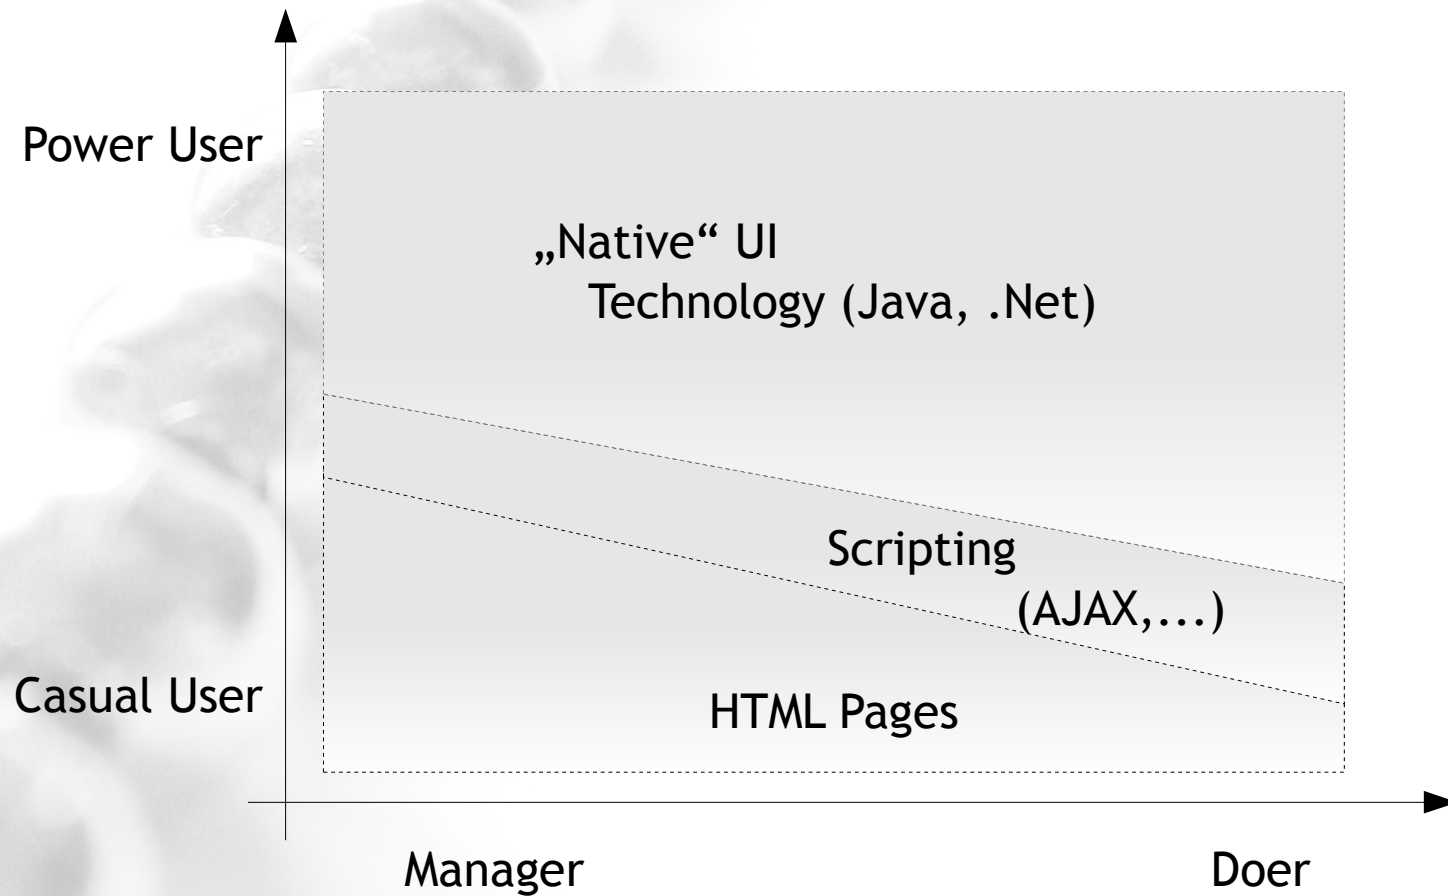 Power User
„Native“ UI
Technology (Java, .Net)
Scripting
(AJAX,...)
Casual User
HTML Pages
Manager
Doer